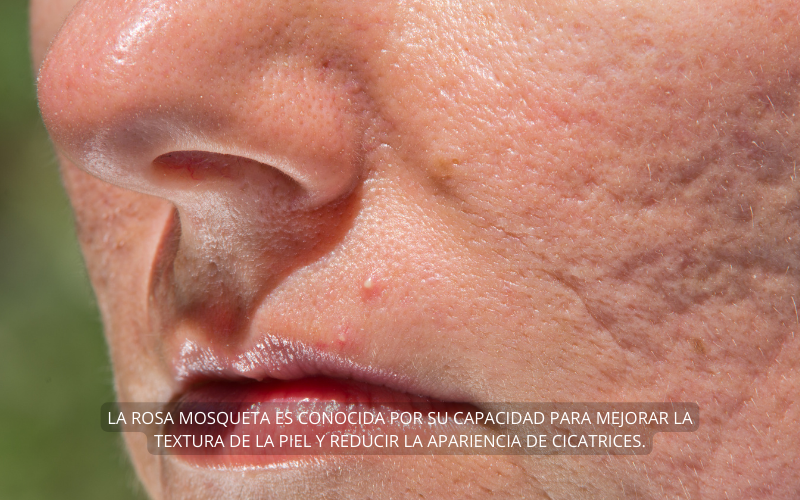 LA ROSA MOSQUETA ES CONOCIDA POR SU CAPACIDAD PARA MEJORAR LA
TEXTURA DE LA PIEL Y REDUCIR LA APARIENCIA DE CICATRICES.